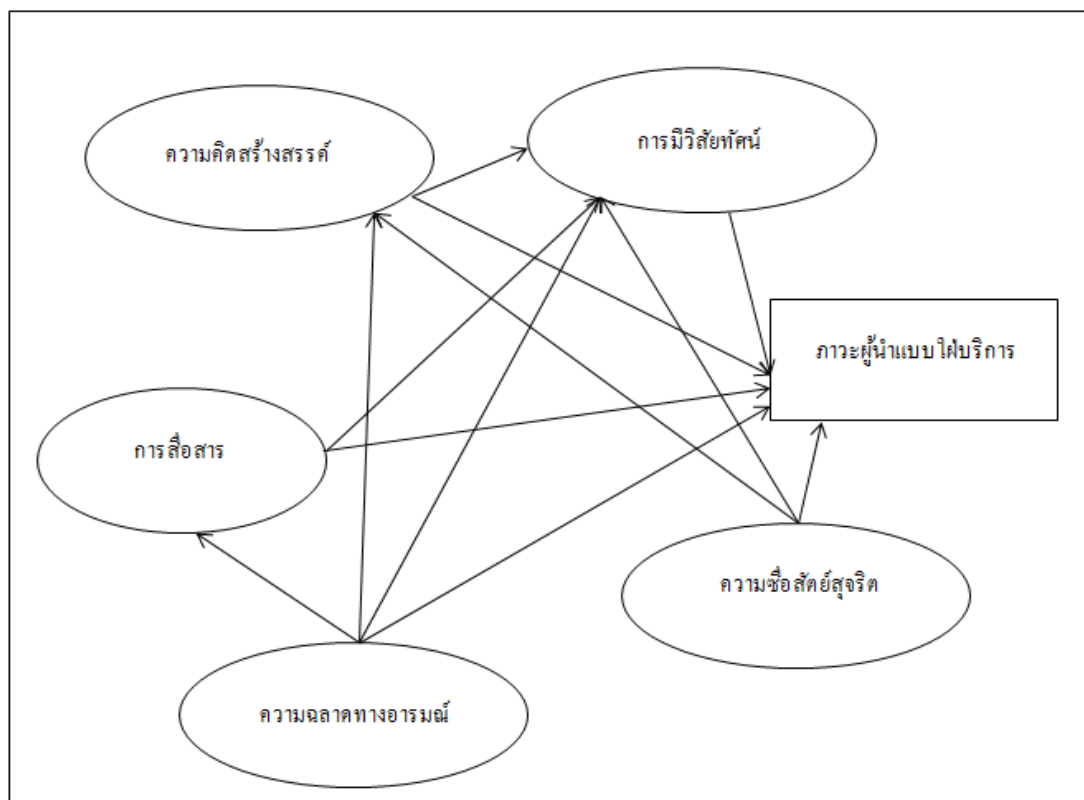 การมีวิสัยทัศน์
ความคิดสร้างสรรค์
ภาวะผู้นำแบบใฝ่บริการ
การสื่อสาร
ความซื่อสัตย์สุจริต
ความฉลาดทางอารมณ์